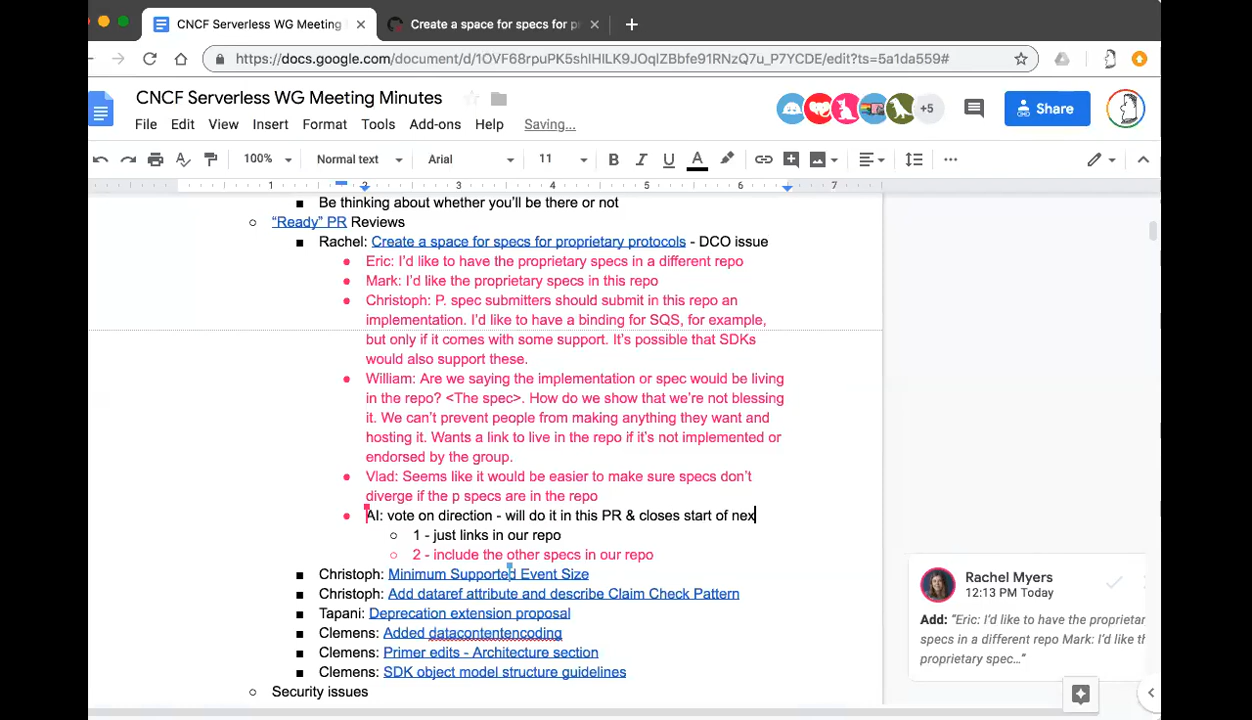 CNCF Serverless WG Meeting Minutes
Create a space for specs for pr
https://docs.google.com/document/d/1OVF68rpuPK5shlHlLK9JOqlZBbfe91RNzQ7u_P7YCDE/edit?ts=5a1da559#
CNCF Serverless WG Meeting Minutes
+5
Share
File Edit View Insert Format Tools Add-ons Help Saving...
100% Normal text Arial 11 B I U A
1 2 3 4 5 6 7
Be thinking about whether you'll be there or not
"Ready" PR Reviews
Rachel: Create a space for specs for proprietary protocols - DCO issue
Eric: I'd like to have the proprietary specs in a different repo
Mark: I'd like the proprietary specs in this repo
Christoph: P. spec submitters should submit in this repo an
implementation. I'd like to have a binding for SQS, for example,
but only if it comes with some support. It's possible that SDKs
would also support these.
William: Are we saying the implementation or spec would be living
in the repo? <The spec>. How do we show that we're not blessing
it. We can't prevent people from making anything they want and
hosting it. Wants a link to live in the repo if it's not implemented or
endorsed by the group.
Vlad: Seems like it would be easier to make sure specs don't
diverge if the p specs are in the repo
AI: vote on direction - will do it in this PR & closes start of nex
1 - just links in our repo
2 - include the other specs in our repo
Christoph: Minimum Supported Event Size
Christoph: Add dataref attribute and describe Claim Check Pattern
Tapani: Deprecation extension proposal
Clemens: Added datacontentencoding
Clemens: Primer edits - Architecture section
Clemens: SDK object model structure guidelines
Security issues
Rachel Myers
12:13 PM Today
Add: "Eric: I'd like to have the proprietar
specs in a different repo Mark: I'd like th
proprietary spec..."